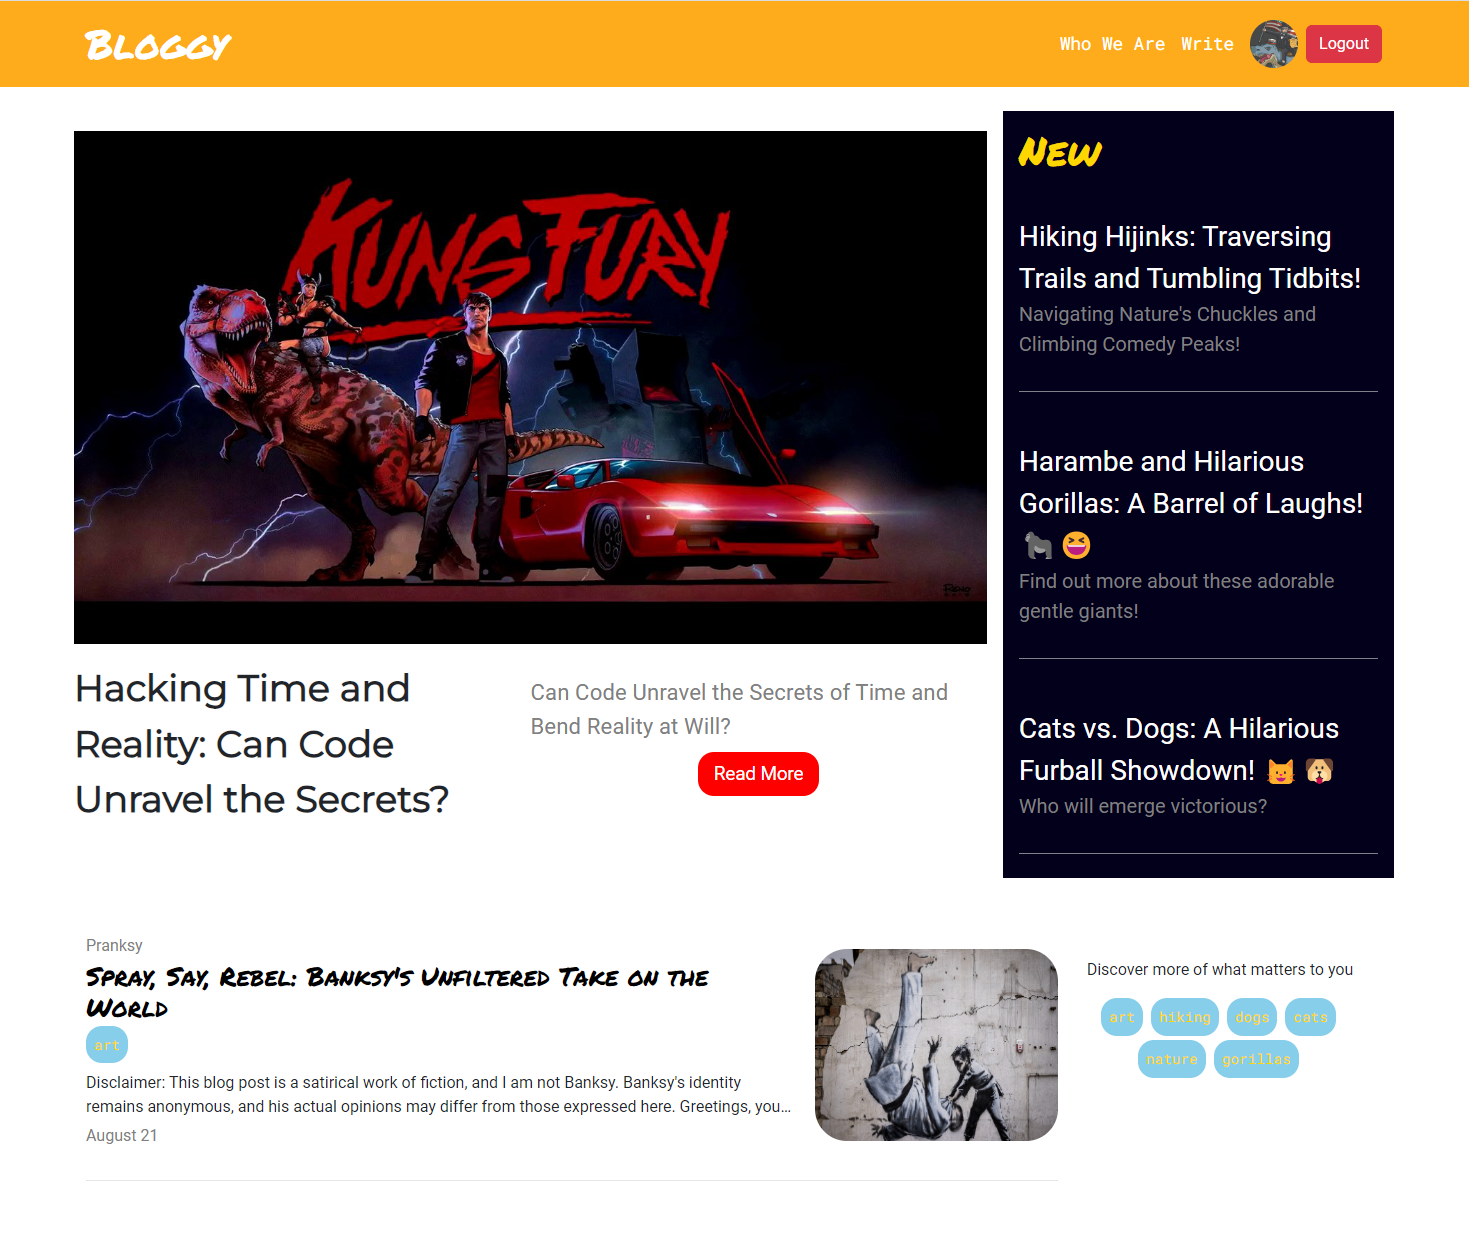 Bloggy
Who We Are Write Logout
KUNG FURY
New
Hiking Hijinks: Traversing
Trails and Tumbling Tidbits!
Navigating Nature's Chuckles and
Climbing Comedy Peaks!
Harambe and Hilarious
Gorillas: A Barrel of Laughs!
🦍 😆
Find out more about these adorable
gentle giants!
Cats vs. Dogs: A Hilarious
Furball Showdown! 🐱 🐶
Who will emerge victorious?
Hacking Time and
Reality: Can Code
Unravel the Secrets?
Can Code Unravel the Secrets of Time and
Bend Reality at Will?
Read More
Pranksy
Spray, Say, Rebel: Banksy's Unfiltered Take on the
World
art
Disclaimer: This blog post is a satirical work of fiction, and I am not Banksy. Banksy's identity
remains anonymous, and his actual opinions may differ from those expressed here. Greetings, you...
August 21
Discover more of what matters to you
art hiking dogs cats
nature gorillas